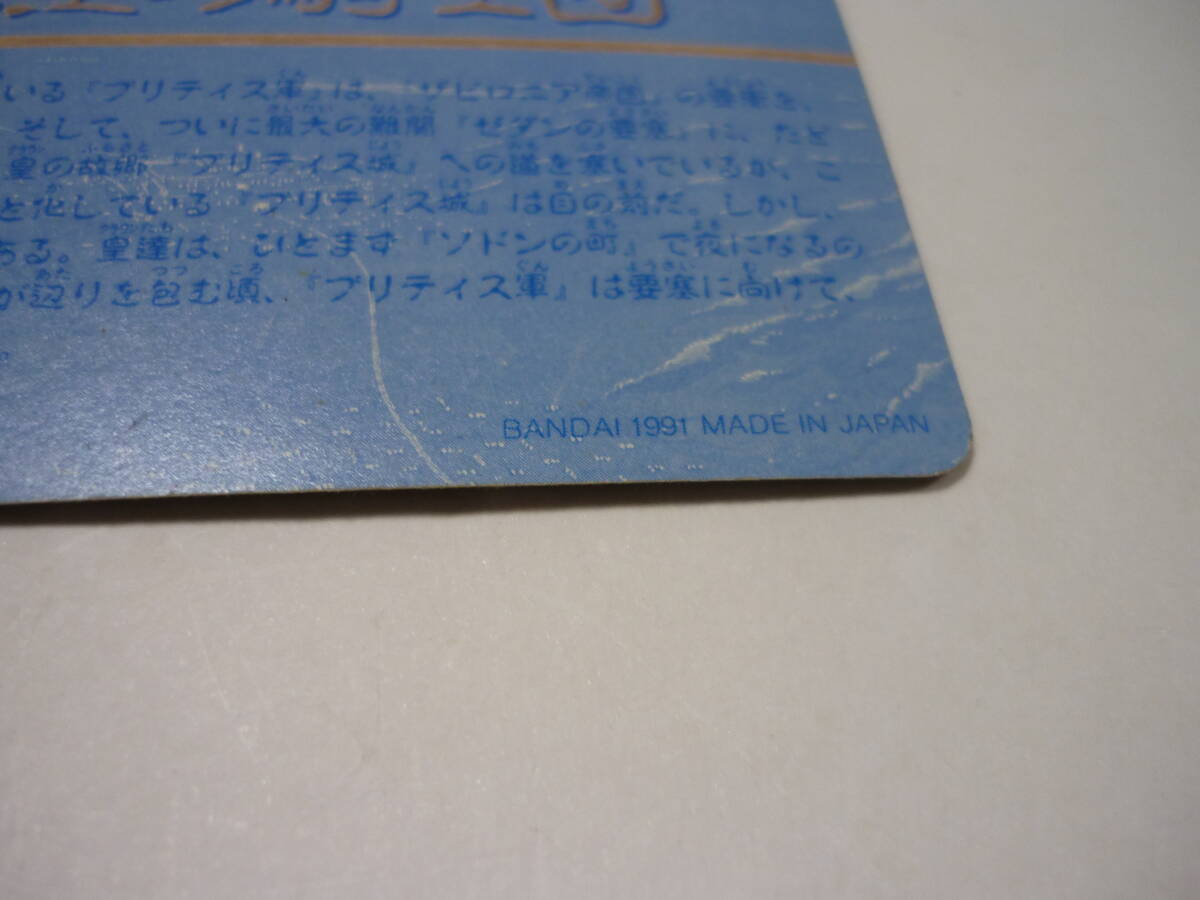 の騎士団
いる『ブリティス軍』は、『ザビロニア帝国』の
そして、ついに最大の難関『ゼダンの要塞』に、たど
皇の故郷『ブリティス城』への道を塞いでいるが、こ
と化している『ブリティス城』は目の前だ。しかし、
ある。皇達は、ひとまず『ソドンの町』で夜になるの
が辺りを包む頃、『ブリティス軍』は要塞に向けて、
。
BANDAI 1991 MADE IN JAPAN